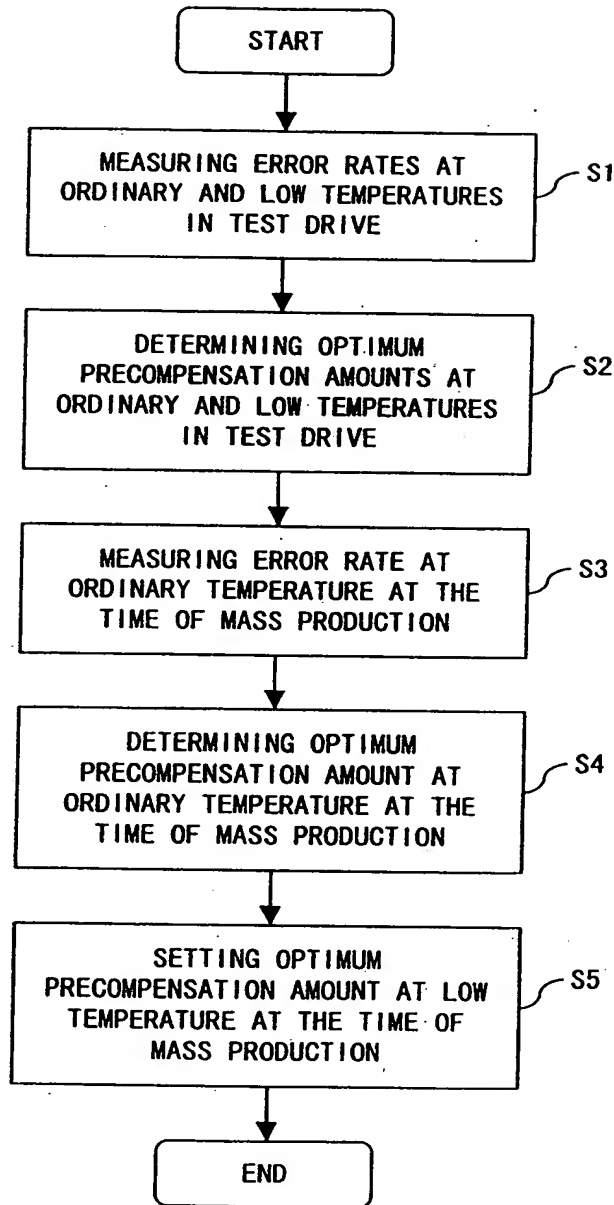 START
MEASURING ERROR RATES AT
ORDINARY AND LOW TEMPERATURES
IN TEST DRIVE
S1
DETERMINING OPTIMUM
PRECOMPENSATION AMOUNTS AT
ORDINARY AND LOW TEMPERATURES
IN TEST DRIVE
S2
MEASURING ERROR RATE AT
ORDINARY TEMPERATURE AT THE
TIME OF MASS PRODUCTION
S3
DETERMINING OPTIMUM
PRECOMPENSATION AMOUNT AT
ORDINARY TEMPERATURE AT THE
TIME OF MASS PRODUCTION
S4
SETTING OPTIMUM
PRECOMPENSATION AMOUNT AT LOW
TEMPERATURE AT THE TIME OF
MASS PRODUCTION
S5
END